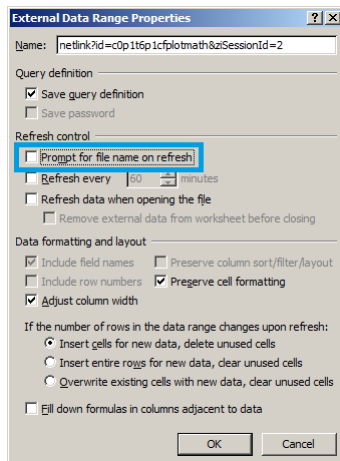 External Data Range Properties
Name: netlink?id=c0p1t6p1cfplotmath&ziSessionId=2
Query definition
Save query definition
Save password
Refresh control
Prompt for file name on refresh
Refresh every 60 minutes
Refresh data when opening the file
Remove external data from worksheet before closing
Data formatting and layout
Include field names Preserve column sort/filter/layout
Include row numbers Preserve cell formatting
Adjust column width
If the number of rows in the data range changes upon refresh:
Insert cells for new data, delete unused cells
Insert entire rows for new data, clear unused cells
Overwrite existing cells with new data, clear unused cells
Fill down formulas in columns adjacent to data
OK Cancel